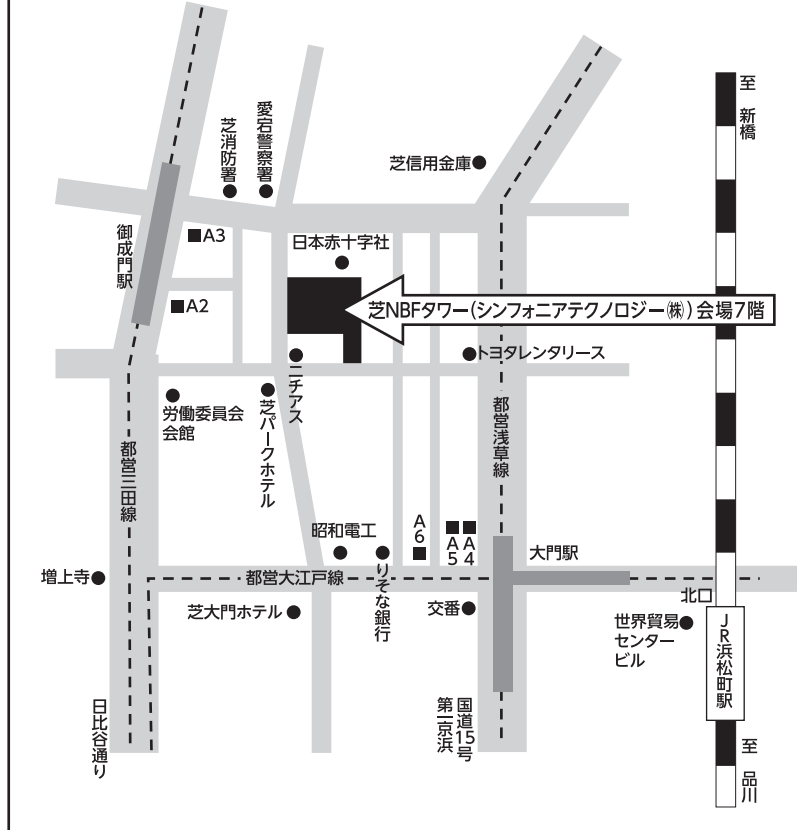 至 新橋
愛宕警察署
芝消防署
芝信用金庫
御成門駅
A3
日本赤十字社
A2
芝NBFタワー(シンフォニアテクノロジー㈱)会場7階
トヨタレンタリース
ニチアス
芝パークホテル
労働委員会
会館
都営浅草線
都営三田線
昭和電工
A6
A5
A4
大門駅
増上寺
都営大江戸線
りそな銀行
北口
芝大門ホテル
交番
世界貿易
センター
ビル
JR浜松町駅
日比谷通り
国道15号
第一京浜
至 品川